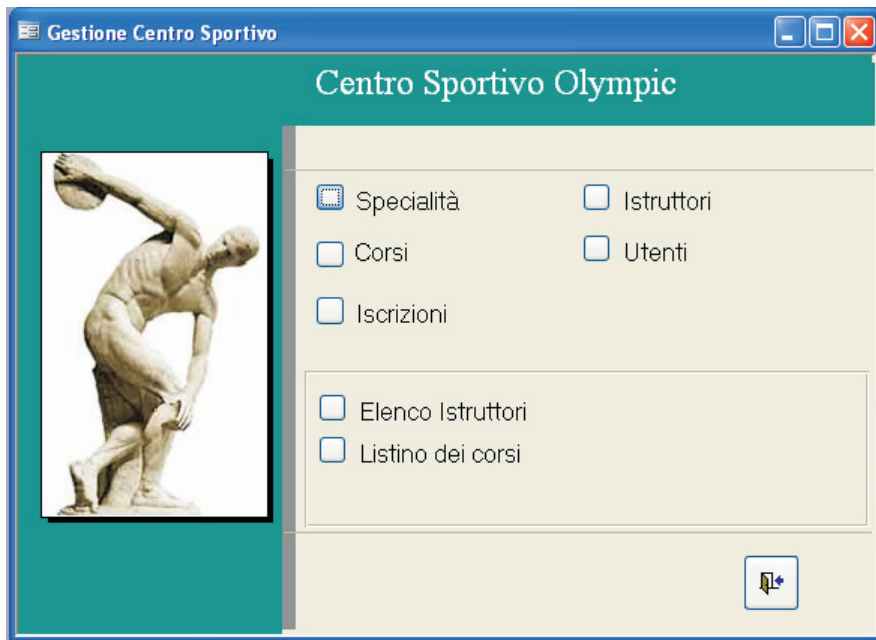 Gestione Centro Sportivo
Centro Sportivo Olympic
Specialità
Istruttori
Corsi
Utenti
Iscrizioni
Elenco Istruttori
Listino dei corsi